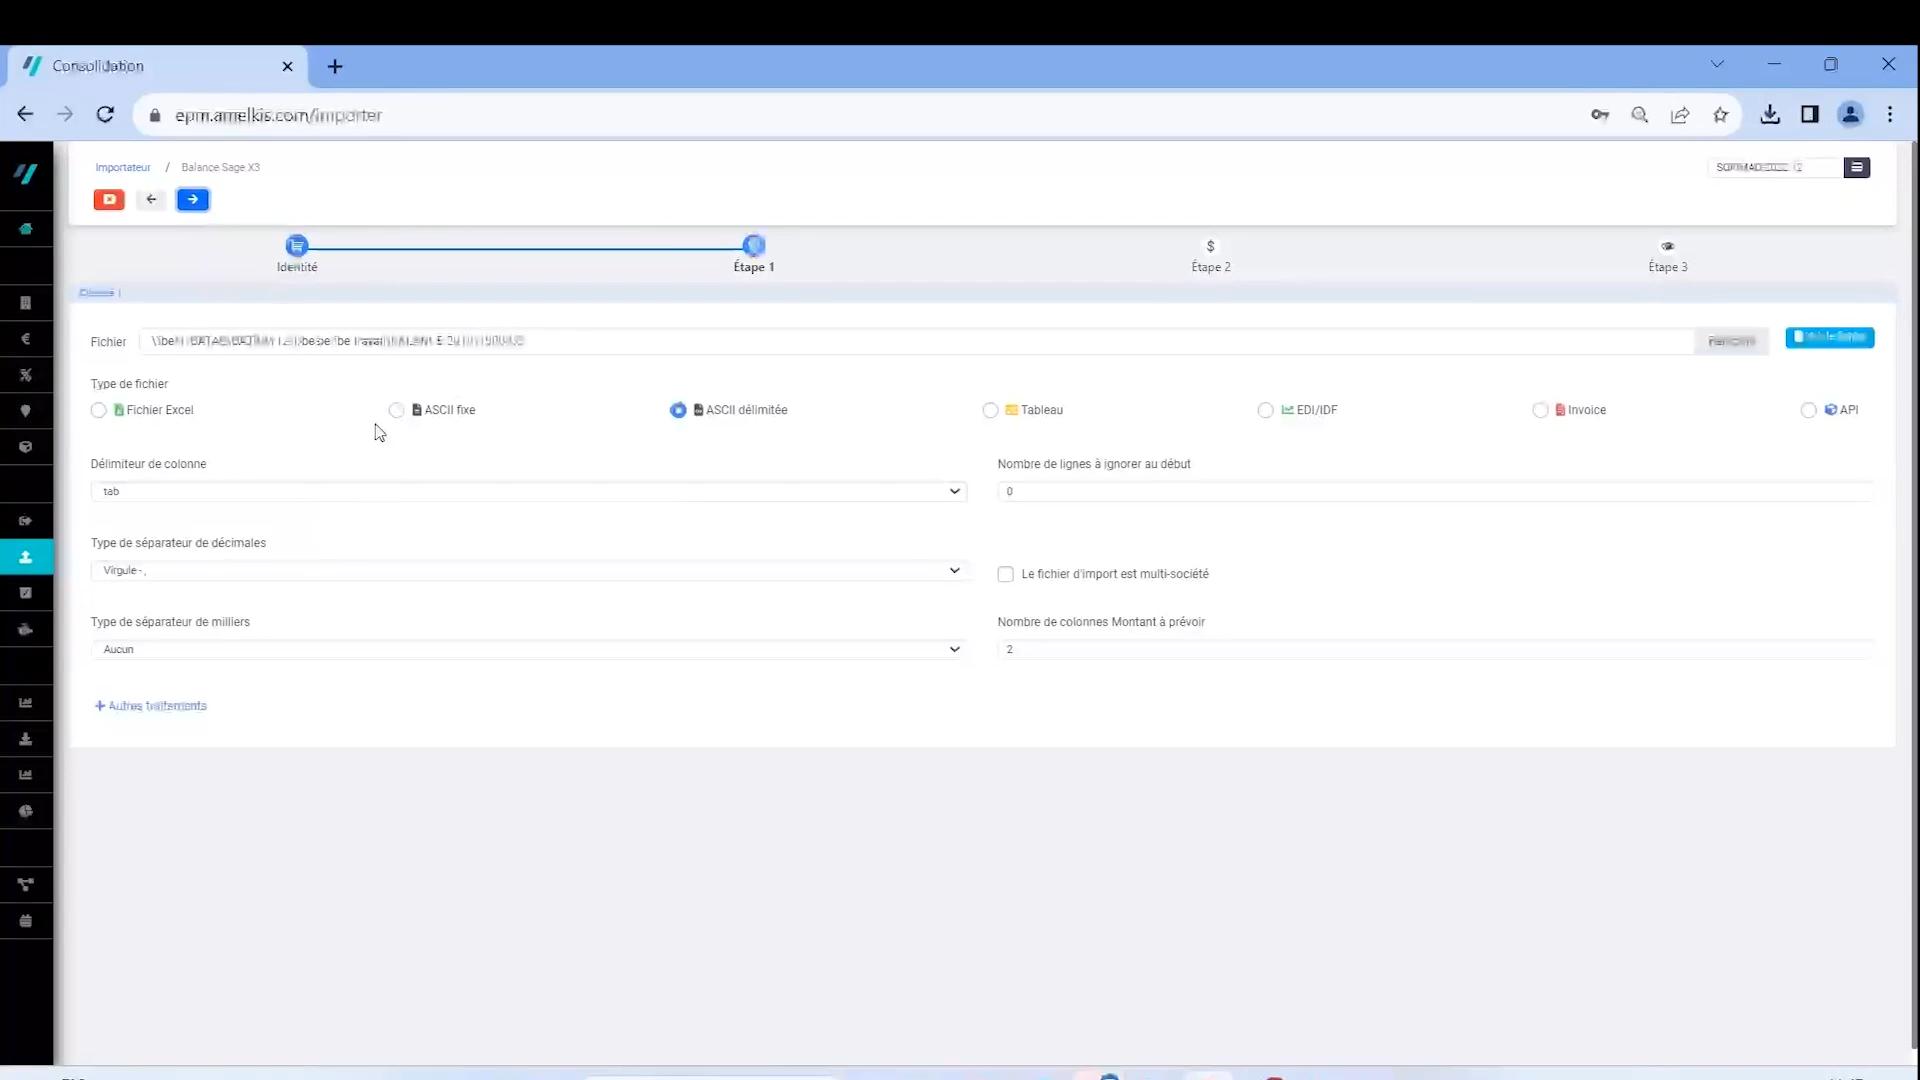 Consolidation
epm.amelkis.com/importer
Importateur / Balance Sage X3
Identité
Étape 1
$
Étape 2
Étape 3
Fichier
Type de fichier
Fichier Excel
ASCII fixe
ASCII délimitée
Tableau
EDI/IDF
Invoice
API
Délimiteur de colonne
Nombre de lignes à ignorer au début
tab
0
Type de séparateur de décimales
Virgule - ,
Le fichier d'import est multi-société
Type de séparateur de milliers
Nombre de colonnes Montant à prévoir
Aucun
2
+ Autres traitements